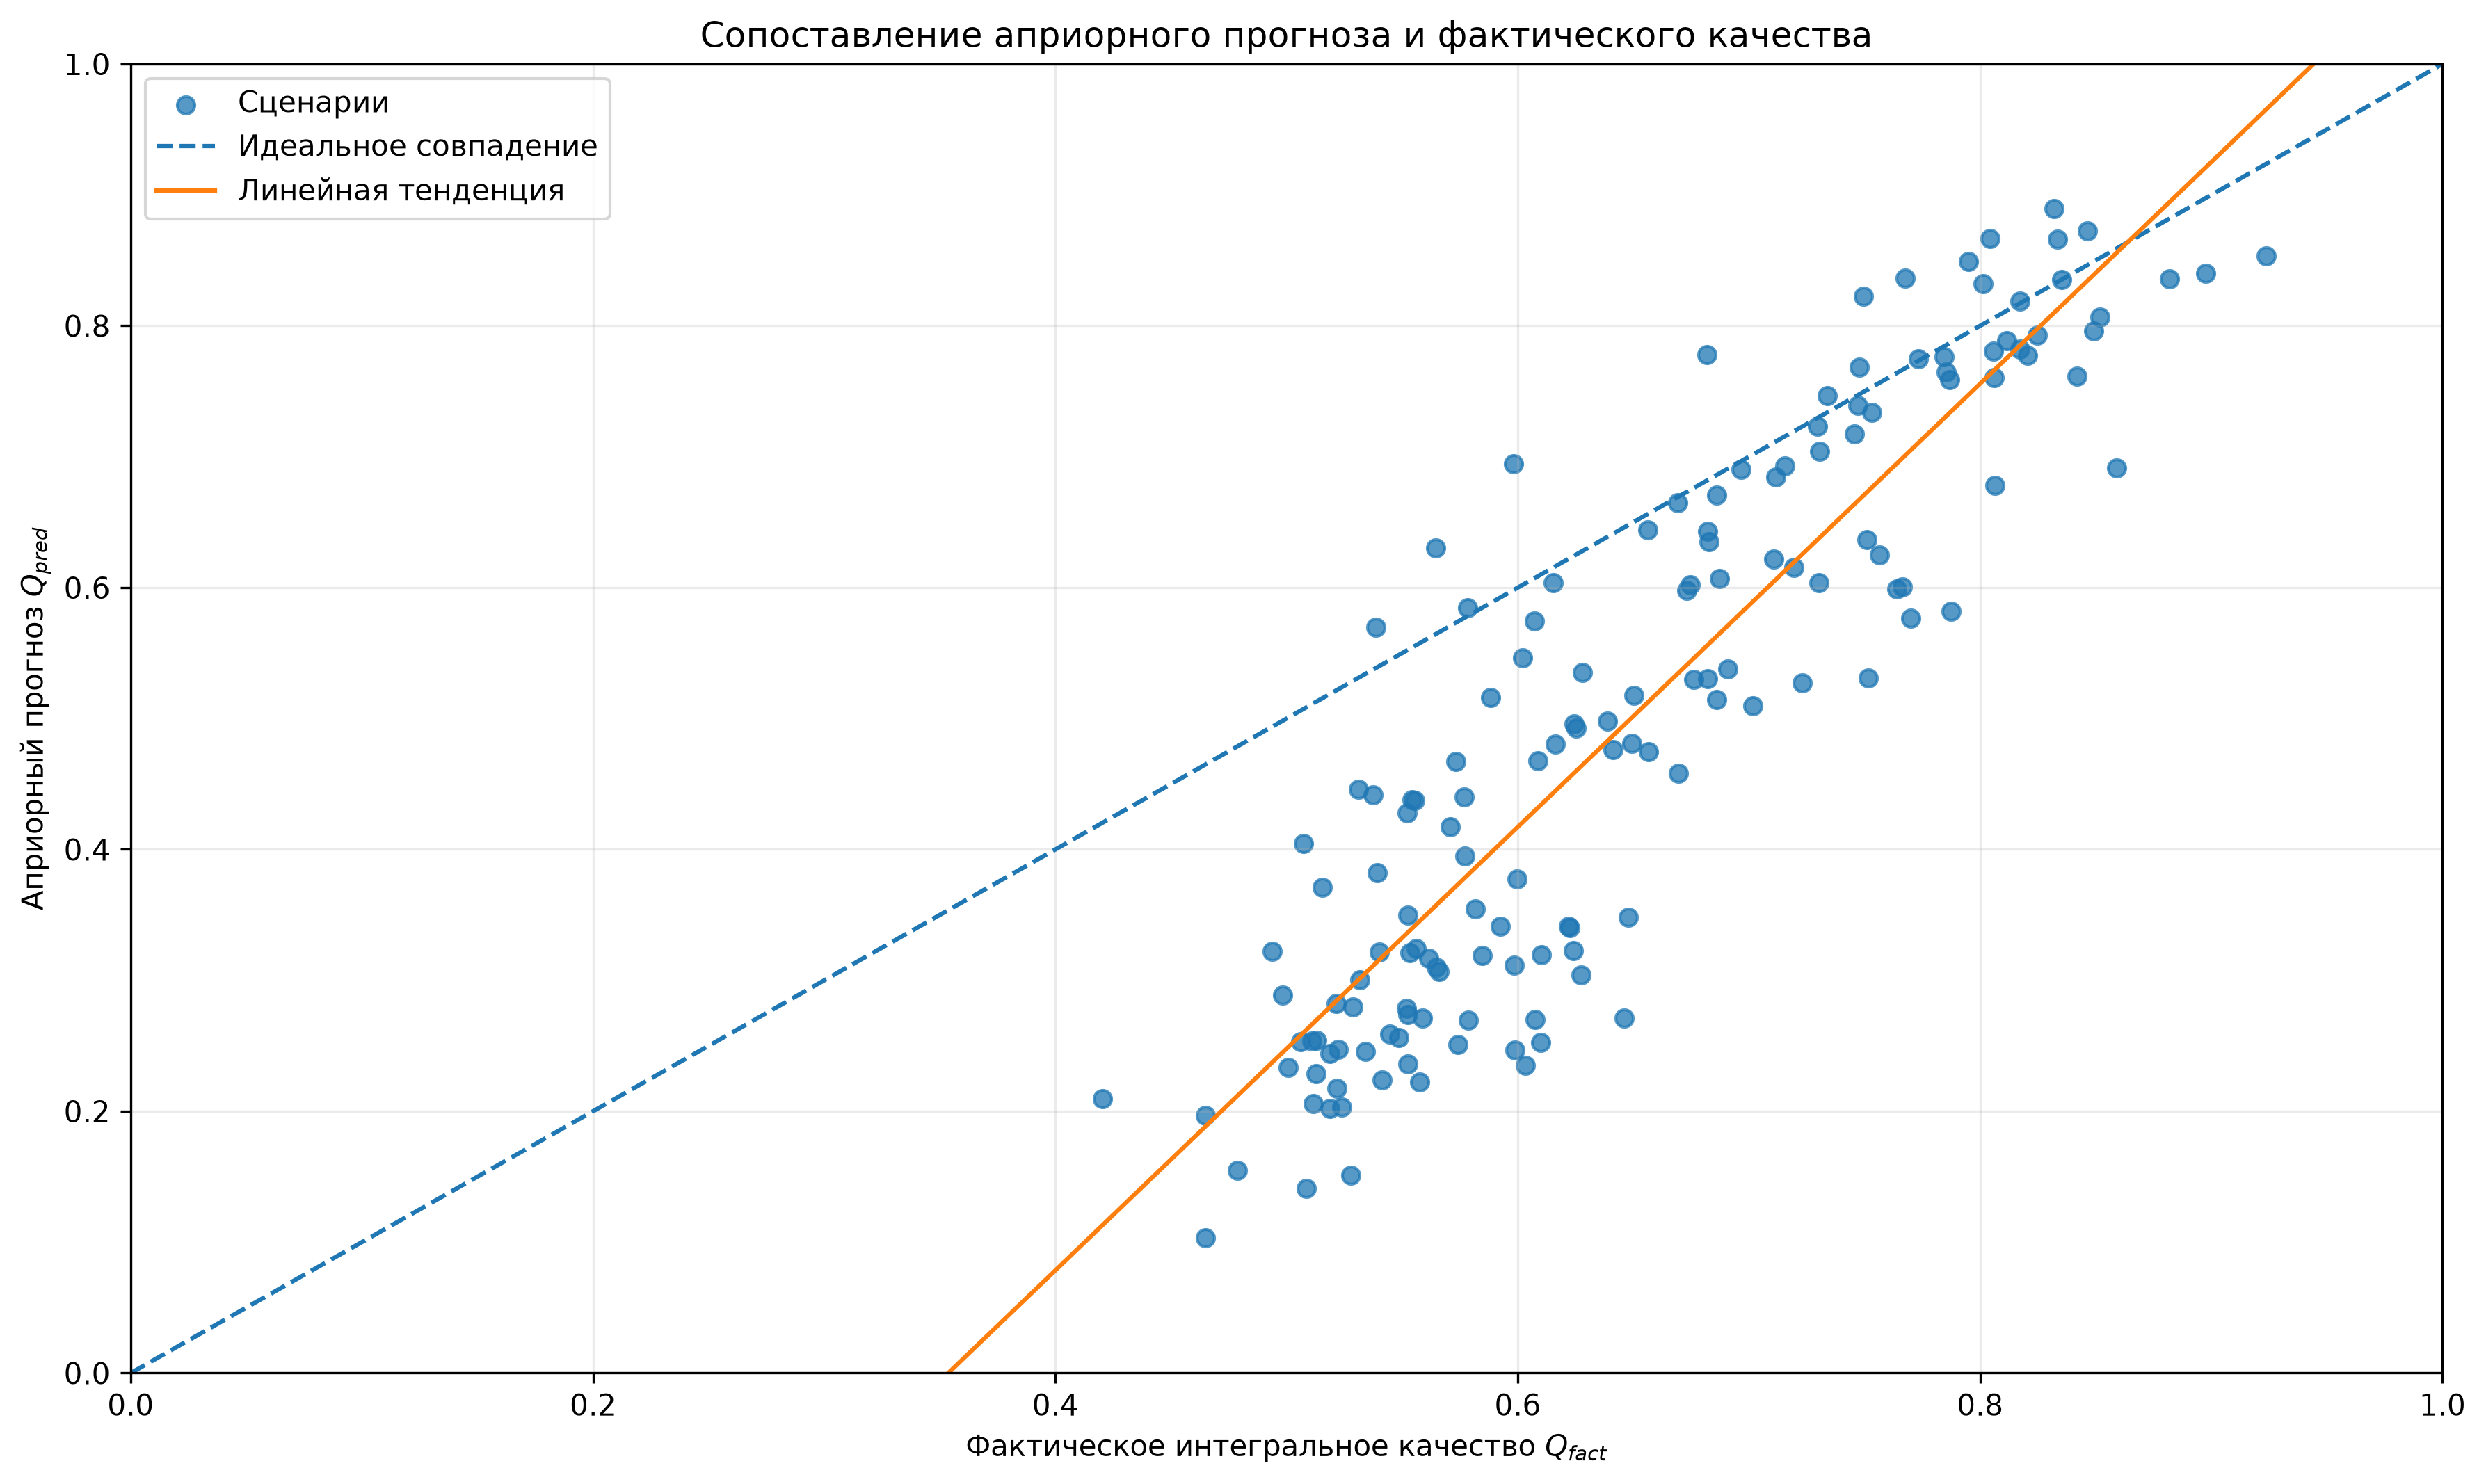 Сопоставление априорного прогноза и фактического качества
Сценарии
Идеальное совпадение
Линейная тенденция
Априорный прогноз Q_pred
1.0
0.8
0.6
0.4
0.2
0.0
0.0 0.2 0.4 0.6 0.8 1.0
Фактическое интегральное качество Q_fact